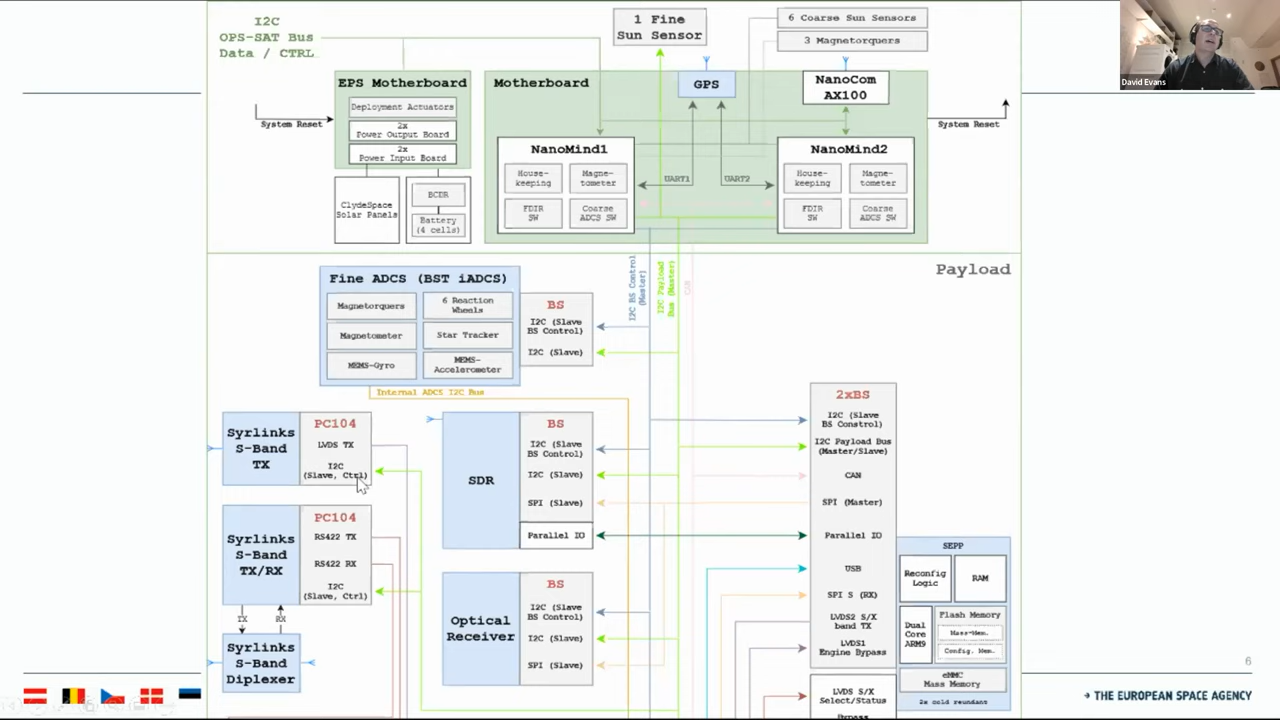 I2C
OPS-SAT Bus
Data / CTRL
1 Fine
Sun Sensor
6 Coarse Sun Sensors
3 Magnetorquers
David Evans
EPS Motherboard
Deployment Actuators
2x
Power Output Board
2x
Power Input Board
System Reset
ClydeSpace
Solar Panels
BCDR
Battery
(4 cells)
Motherboard
GPS
NanoCom
AX100
System Reset
NanoMind1
House-
keeping
Magne-
tometer
FDIR
SW
Coarse
ADCS SW
UART1
UART2
NanoMind2
House-
keeping
Magne-
tometer
FDIR
SW
Coarse
ADCS SW
I2C BS Control
(Master)
I2C Payload
Bus (Master)
CAN
Payload
Fine ADCS (BST iADCS)
Magnetorquers
6 Reaction
Wheels
Magnetometer
Star Tracker
MEMS-Gyro
MEMS-
Accelerometer
BS
I2C (Slave
BS Control)
I2C (Slave)
Internal ADCS I2C Bus
Syrlinks
S-Band
TX
PC104
LVDS TX
I2C
(Slave, Ctrl)
Syrlinks
S-Band
TX/RX
PC104
RS422 TX
RS422 RX
I2C
(Slave, Ctrl)
TX
RX
Syrlinks
S-Band
Diplexer
SDR
BS
I2C (Slave
BS Control)
I2C (Slave)
SPI (Slave)
Parallel IO
Optical
Receiver
BS
I2C (Slave
BS Control)
I2C (Slave)
SPI (Slave)
2xBS
I2C (Slave
BS Constrol)
I2C Payload Bus
(Master/Slave)
CAN
SPI (Master)
Parallel IO
USB
SPI S (RX)
LVDS2 S/X
band TX
LVDS1
Engine Bypass
LVDS S/X
Select/Status
SEPP
Reconfig
Logic
RAM
Dual
Core
ARM9
Flash Memory
Mass-Mem.
Config. Mem.
eMMC
Mass Memory
2x cold reundant
6
→ THE EUROPEAN SPACE AGENCY